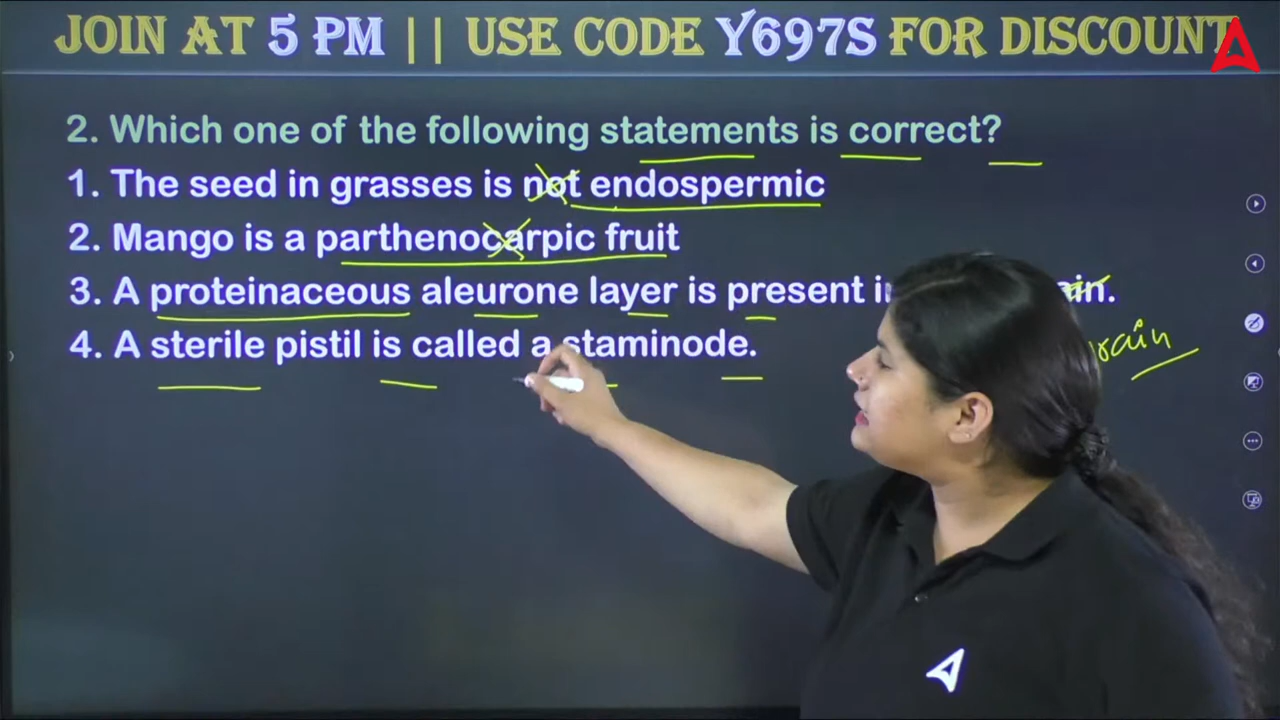 JOIN AT 5 PM || USE CODE Y697S FOR DISCOUNT
2. Which one of the following statements is correct?
1. The seed in grasses is not endospermic
2. Mango is a parthenocarpic fruit
3. A proteinaceous aleurone layer is present
4. A sterile pistil is called a staminode.